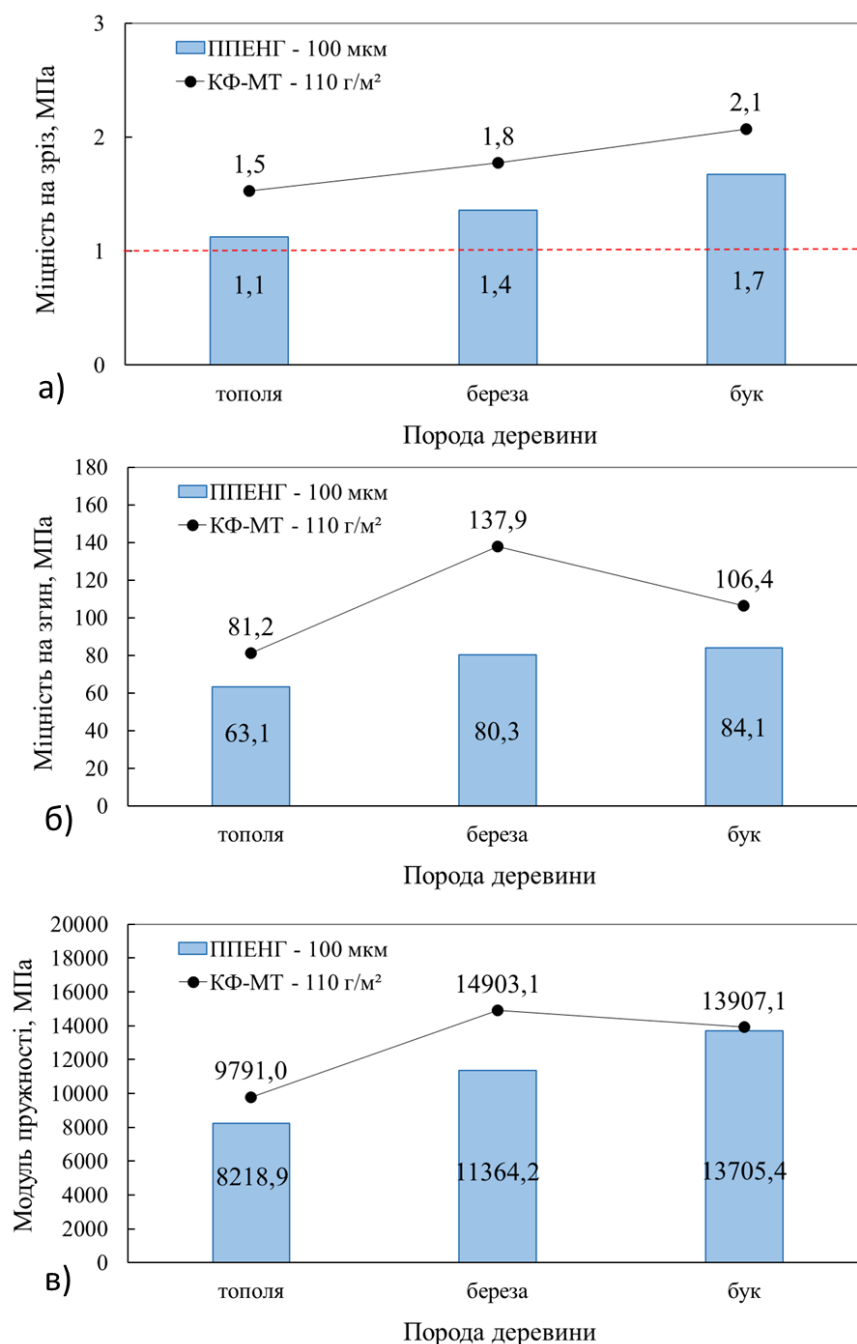 3
2
1
0
Міцність на зріз, МПа
ППЕНГ - 100 мкм
КФ-МТ - 110 г/м²
1,5
1,8
2,1
1,1
1,4
1,7
тополя
береза
бук
Порода деревини
а)
180
160
140
120
100
80
60
40
20
0
Міцність на згин, МПа
ППЕНГ - 100 мкм
КФ-МТ - 110 г/м²
81,2
137,9
106,4
63,1
80,3
84,1
тополя
береза
бук
Порода деревини
б)
20000
18000
16000
14000
12000
10000
8000
6000
4000
2000
0
Модуль пружності, МПа
ППЕНГ - 100 мкм
КФ-МТ - 110 г/м²
9791,0
14903,1
13907,1
8218,9
11364,2
13705,4
тополя
береза
бук
Порода деревини
в)